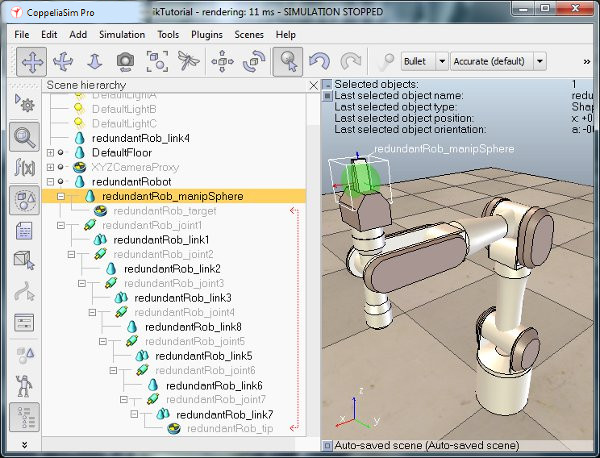 CoppeliaSim Pro
ikTutorial - rendering: 11 ms - SIMULATION STOPPED
File Edit Add Simulation Tools Plugins Scenes Help
Bullet
Accurate (default)
»
Scene hierarchy
DefaultLightA
DefaultLightB
DefaultLightC
redundantRob_link4
DefaultFloor
XYZCameraProxy
redundantRobot
redundantRob_manipSphere
redundantRob_target
redundantRob_joint1
redundantRob_link1
redundantRob_joint2
redundantRob_link2
redundantRob_joint3
redundantRob_link3
redundantRob_joint4
redundantRob_link8
redundantRob_joint5
redundantRob_link5
redundantRob_joint6
redundantRob_link6
redundantRob_joint7
redundantRob_link7
redundantRob_tip
f(x)
»
Selected objects: 1
Last selected object name: redu
Last selected object type: Shap
Last selected object position: x: +0
Last selected object orientation: a: -0
redundantRob_manipSphere
z
x
y
Auto-saved scene (Auto-saved scene)